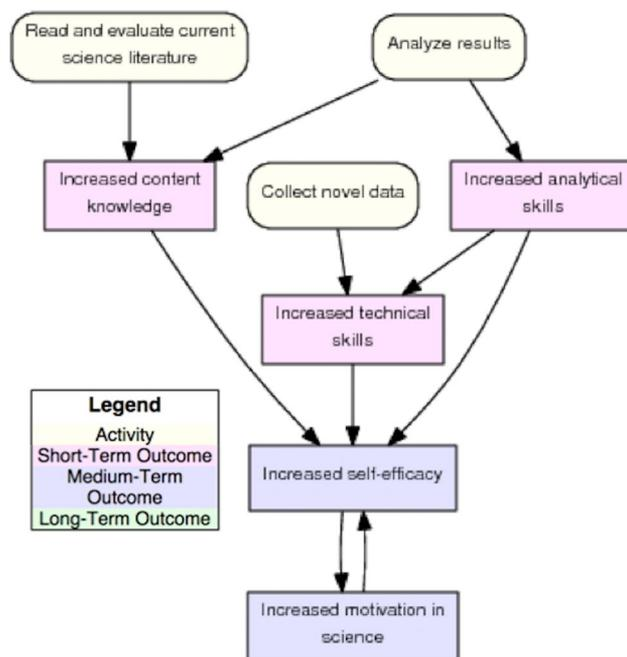 Read and evaluate current
science literature
Analyze results
Increased content
knowledge
Collect novel data
Increased analytical
skills
Increased technical
skills
Legend
Activity
Short-Term Outcome
Medium-Term
Outcome
Long-Term Outcome
Increased self-efficacy
Increased motivation in
science